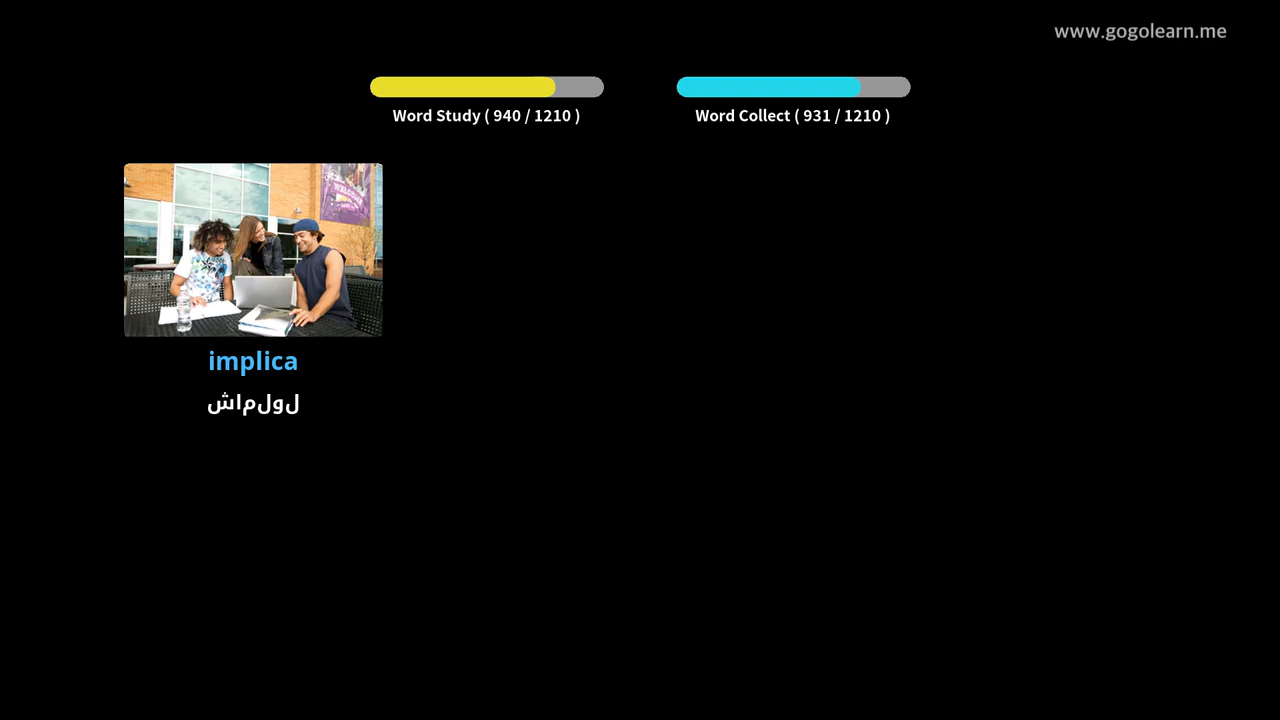 www.gogolearn.me
Word Study ( 940 / 1210 )
Word Collect ( 931 / 1210 )
implica
لولماش